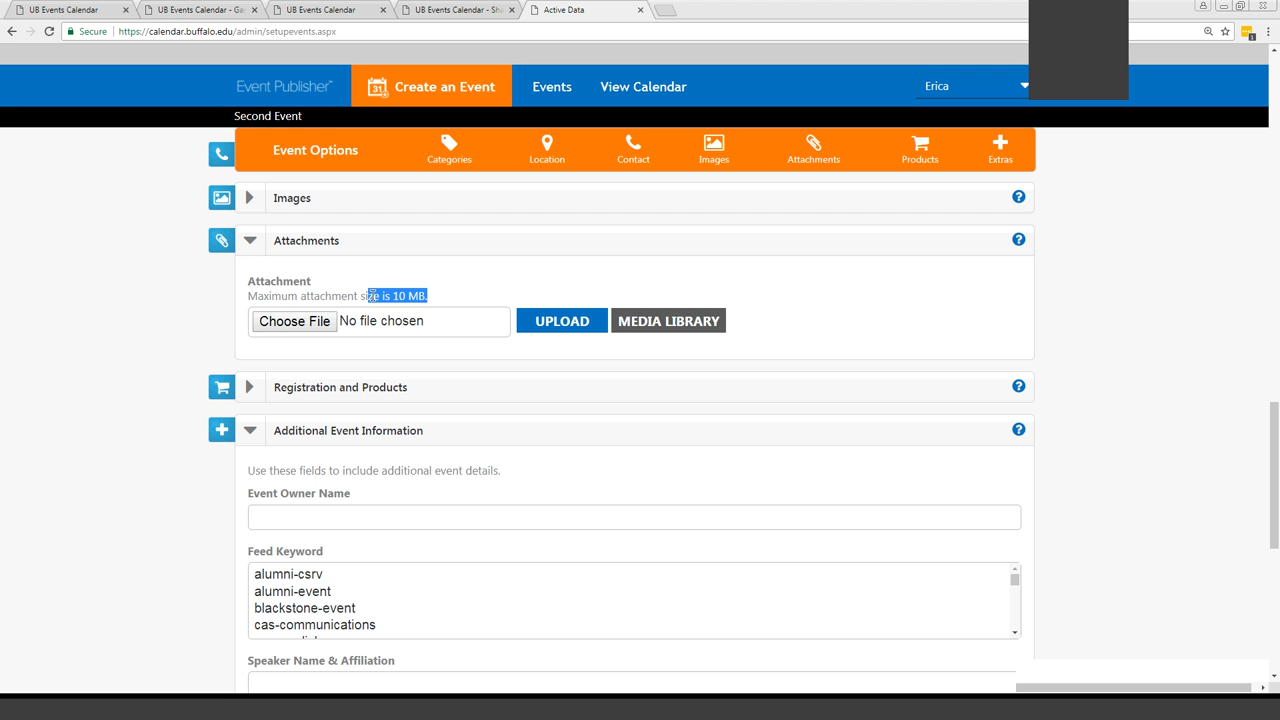 UB Events Calendar
UB Events Calendar - Ga
UB Events Calendar
UB Events Calendar - Sha
Active Data
Secure
https://calendar.buffalo.edu/admin/setupevents.aspx
Event Publisher™
31
Create an Event
Events
View Calendar
Erica
Second Event
Event Options
Categories
Location
Contact
Images
Attachments
Products
Extras
Images
Attachments
Attachment
Maximum attachment size is 10 MB.
Choose File No file chosen
UPLOAD
MEDIA LIBRARY
Registration and Products
Additional Event Information
Use these fields to include additional event details.
Event Owner Name
Feed Keyword
alumni-csrv
alumni-event
blackstone-event
cas-communications
Speaker Name & Affiliation